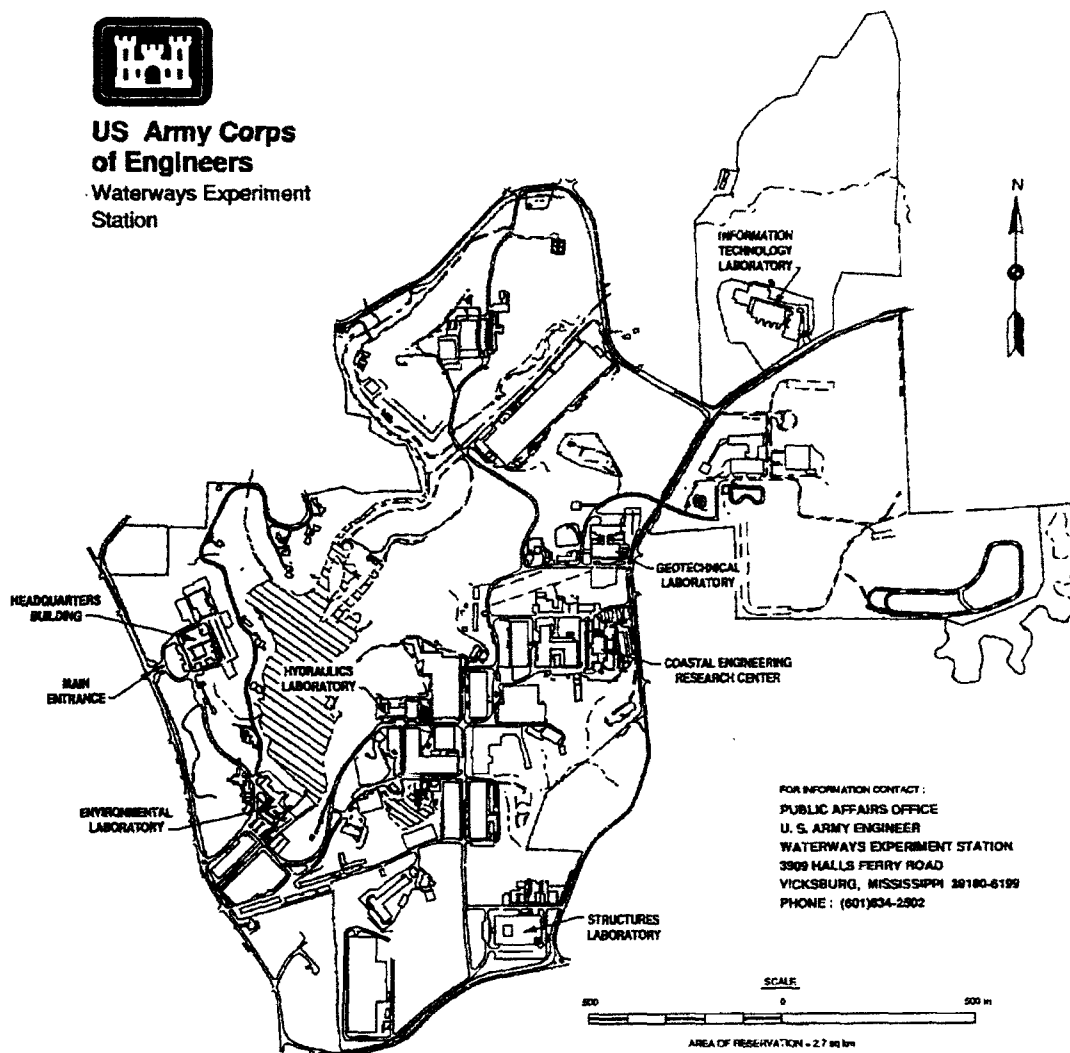 US Army Corps
of Engineers
Waterways Experiment
Station
N
INFORMATION
TECHNOLOGY
LABORATORY
GEOTECHNICAL
LABORATORY
HEADQUARTERS
BUILDING
HYDRAULICS
LABORATORY
COASTAL ENGINEERING
RESEARCH CENTER
MAIN
ENTRANCE
ENVIRONMENTAL
LABORATORY
FOR INFORMATION CONTACT :
PUBLIC AFFAIRS OFFICE
U. S. ARMY ENGINEER
WATERWAYS EXPERIMENT STATION
3909 HALLS FERRY ROAD
VICKSBURG, MISSISSIPPI 39180-6199
PHONE : (601)634-2502
STRUCTURES
LABORATORY
SCALE
500 0 500 m
AREA OF RESERVATION = 2.7 sq km